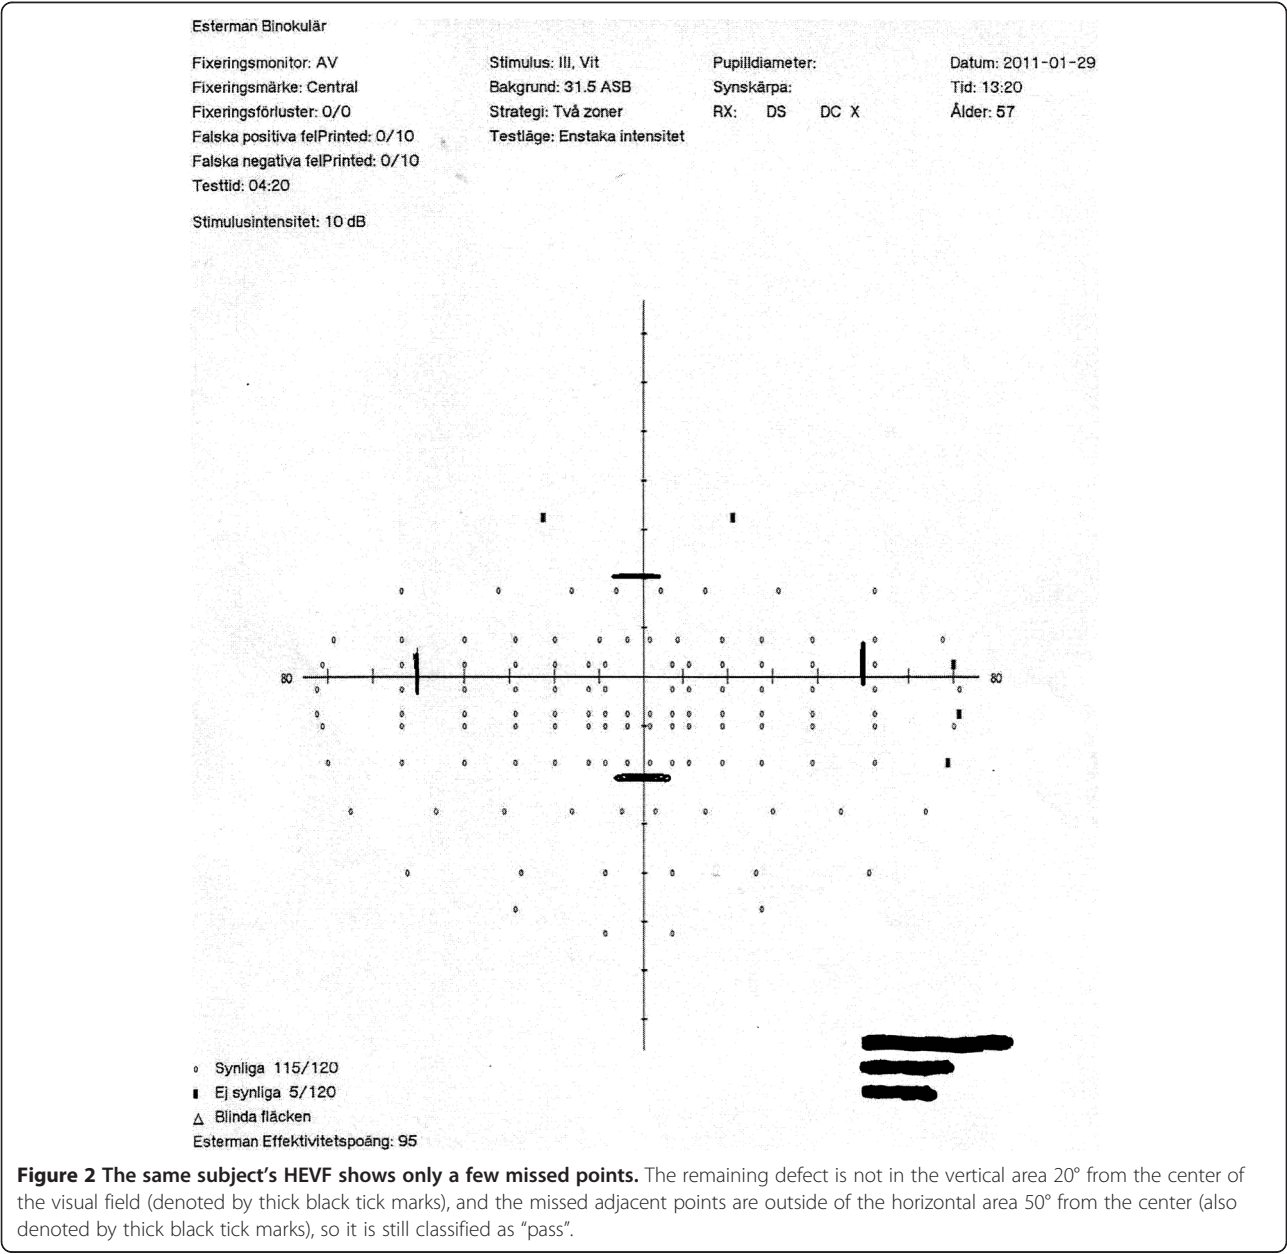 Esterman Binokulär
Fixeringsmonitor: AV
Fixeringsmärke: Central
Fixeringsförluster: 0/0
Falska positiva felPrinted: 0/10
Falska negativa felPrinted: 0/10
Testtid: 04:20
Stimulusintensitet: 10 dB
Stimulus: III, Vit
Bakgrund: 31.5 ASB
Strategi: Två zoner
Testläge: Enstaka intensitet
Pupilldiameter:
Synskärpa:
RX: DS DC X
Datum: 2011-01-29
Tid: 13:20
Ålder: 57
80
80
Synliga 115/120
Ej synliga 5/120
Blinda fläcken
Esterman Effektivitetspoäng: 95
Figure 2 The same subject's HEVF shows only a few missed points. The remaining defect is not in the vertical area 20° from the center of
the visual field (denoted by thick black tick marks), and the missed adjacent points are outside of the horizontal area 50° from the center (also
denoted by thick black tick marks), so it is still classified as "pass".